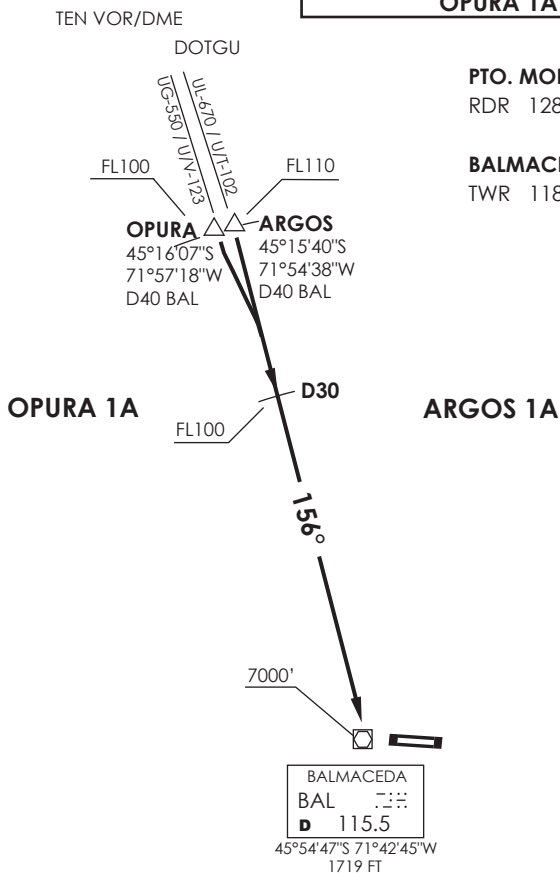 OPURA 1A
TEN VOR/DME
DOTGU
PTO. MO
RDR 128
BALMAC
TWR 118
UG-550 / U/V-123
UL-670 / U/T-102
FL100
FL110
OPURA
45°16'07"S
71°57'18"W
D40 BAL
ARGOS
45°15'40"S
71°54'38"W
D40 BAL
D30
OPURA 1A
ARGOS 1A
FL100
156°
7000'
BALMACEDA
BAL
D 115.5
45°54'47"S 71°42'45"W
1719 FT